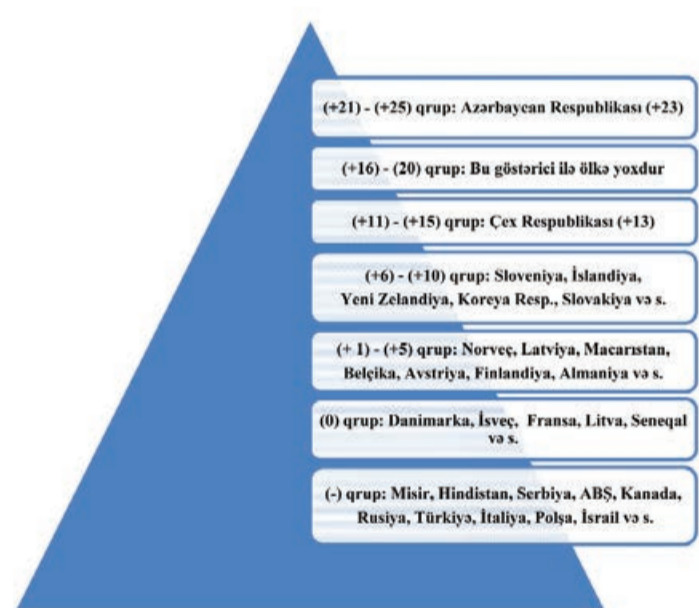 (+21) - (+25) qrup: Azərbaycan Respublikası (+23)
(+16) - (20) qrup: Bu göstərici ilə ölkə yoxdur
(+11) - (+15) qrup: Çex Respublikası (+13)
(+6) - (+10) qrup: Sloveniya, İslandiya,
Yeni Zelandiya, Koreya Resp., Slovakiya və s.
(+ 1) - (+5) qrup: Norveç, Latviya, Macarıstan,
Belçika, Avstriya, Finlandiya, Almaniya və s.
(0) qrup: Danimarka, İsveç, Fransa, Litva, Seneqal
və s.
(-) qrup: Misir, Hindistan, Serbiya, ABŞ, Kanada,
Rusiya, Türkiyə, İtaliya, Polşa, İsrail və s.